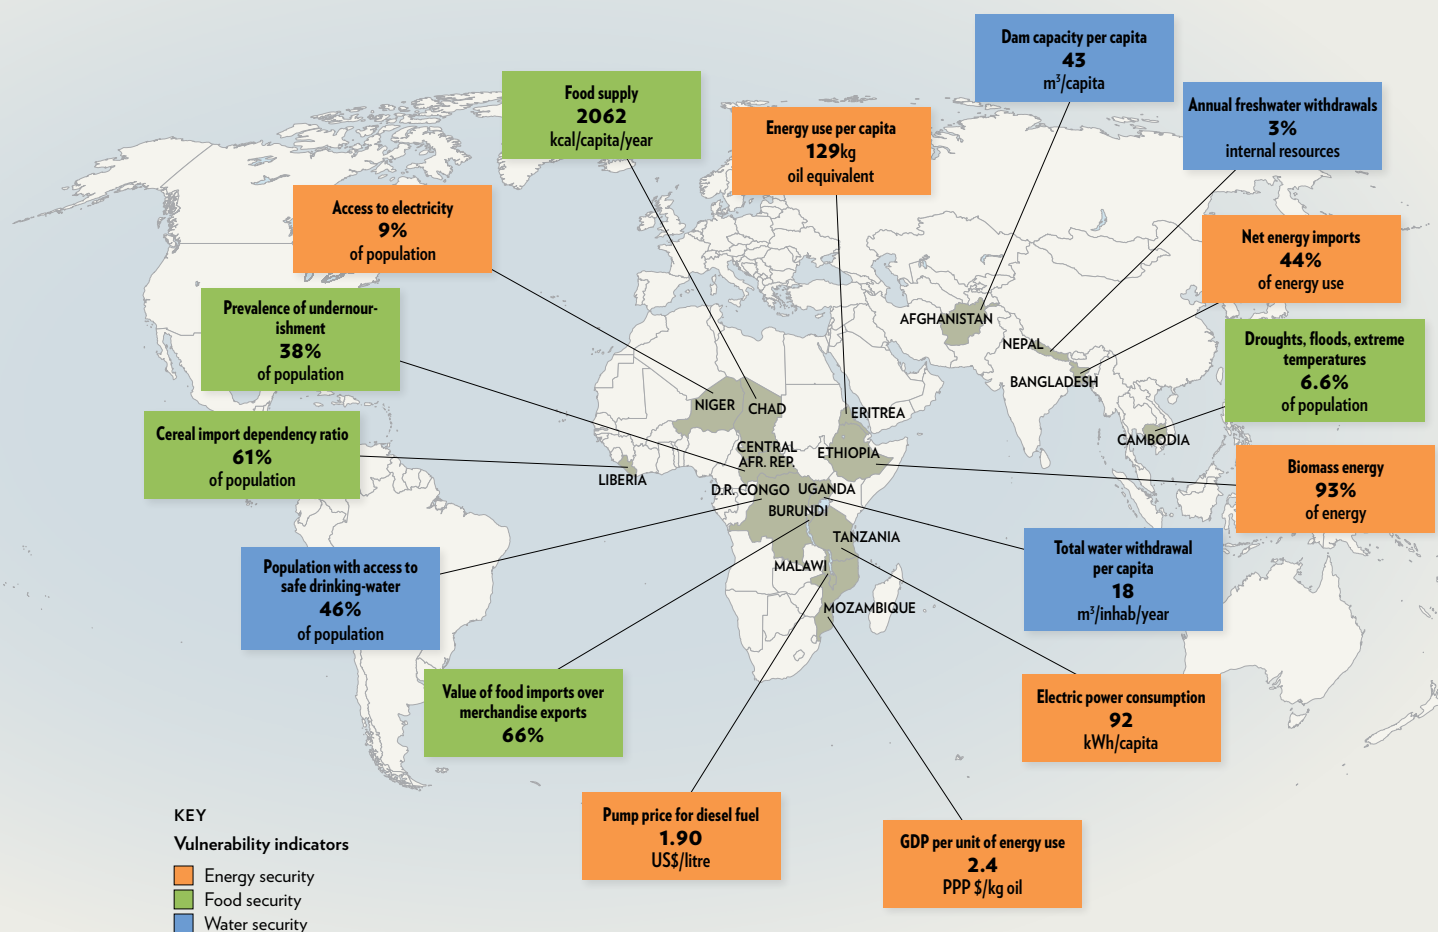 Dam capacity per capita
43
m³/capita
Food supply
2062
kcal/capita/year
Annual freshwater withdrawals
3%
internal resources
Energy use per capita
129kg
oil equivalent
Access to electricity
9%
of population
Net energy imports
44%
of energy use
Prevalence of undernour-
ishment
38%
of population
Droughts, floods, extreme
temperatures
6.6%
of population
AFGHANISTAN
NEPAL
BANGLADESH
NIGER
CHAD
ERITREA
Cereal import dependency ratio
61%
of population
CAMBODIA
CENTRAL
AFR. REP.
ETHIOPIA
LIBERIA
Biomass energy
93%
of energy
D.R. CONGO
UGANDA
BURUNDI
TANZANIA
MALAWI
MOZAMBIQUE
Population with access to
safe drinking-water
46%
of population
Total water withdrawal
per capita
18
m³/inhab/year
Value of food imports over
merchandise exports
66%
Electric power consumption
92
kWh/capita
Pump price for diesel fuel
1.90
US$/litre
GDP per unit of energy use
2.4
PPP $/kg oil
KEY
Vulnerability indicators
Energy security
Food security
Water security